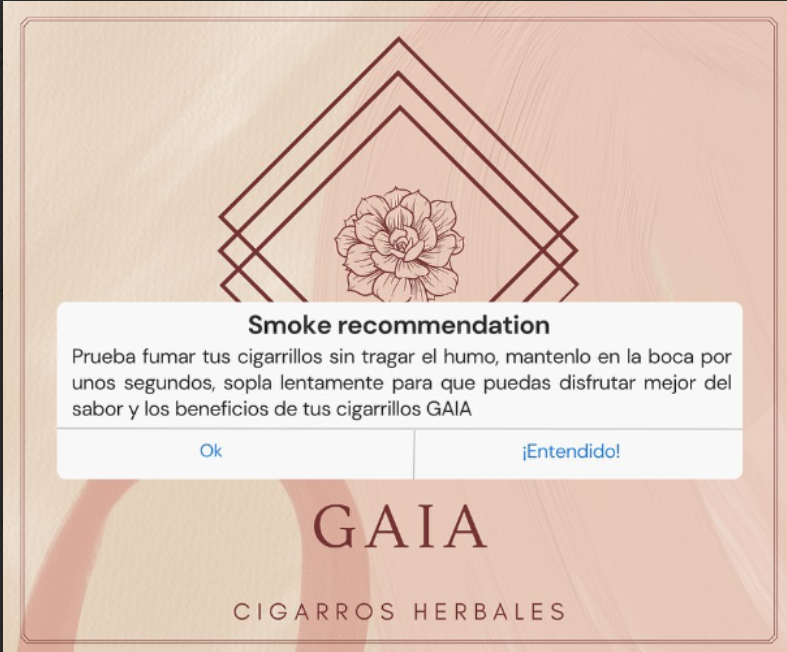 Smoke recommendation
Prueba fumar tus cigarrillos sin tragar el humo, mantenlo en la boca por
unos segundos, sopla lentamente para que puedas disfrutar mejor del
sabor y los beneficios de tus cigarrillos GAIA
Ok ¡Entendido!
GAIA
CIGARROS HERBALES